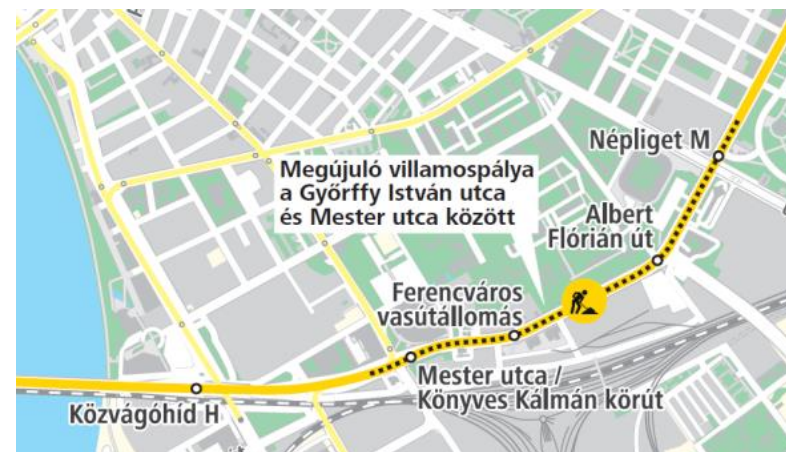 Népliget M
Megújuló villamospálya
a Győrffy István utca
és Mester utca között
Albert
Flórián út
Ferencváros
vasútállomás
Mester utca /
Könyves Kálmán körút
Közvágóhíd H